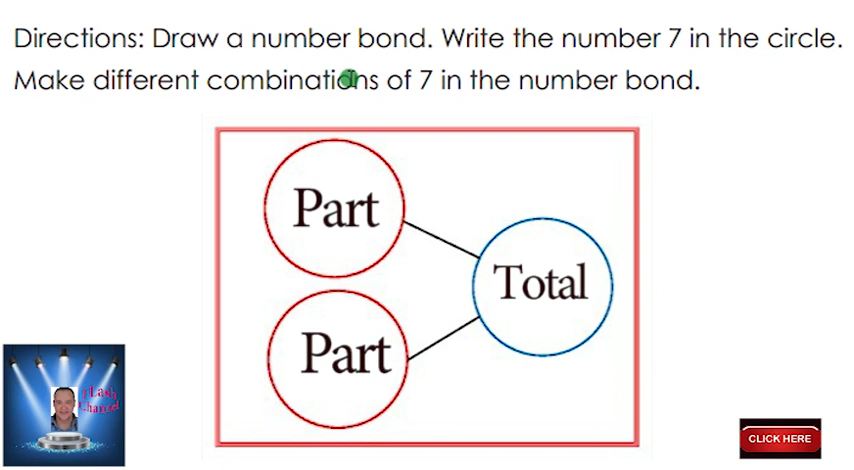 Directions: Draw a number bond. Write the number 7 in the circle.
Make different combinations of 7 in the number bond.
Part
Total
Part
CLICK HERE